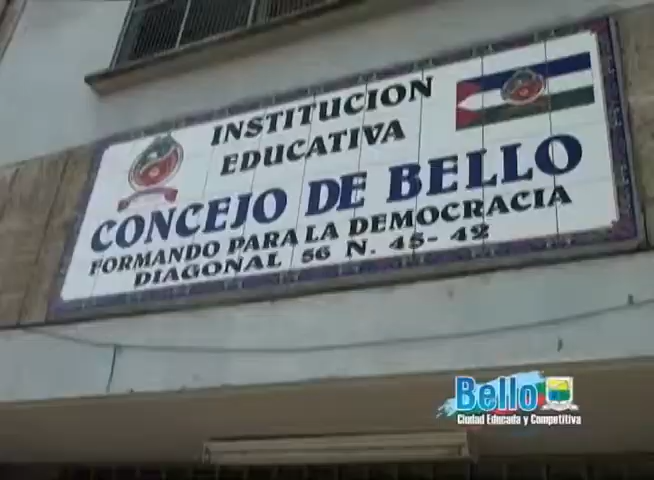 INSTITUCION
EDUCATIVA
CONCEJO DE BELLO
FORMANDO PARA LA DEMOCRACIA
DIAGONAL 56 N. 45- 42
Bello
Ciudad Educada y Competitiva